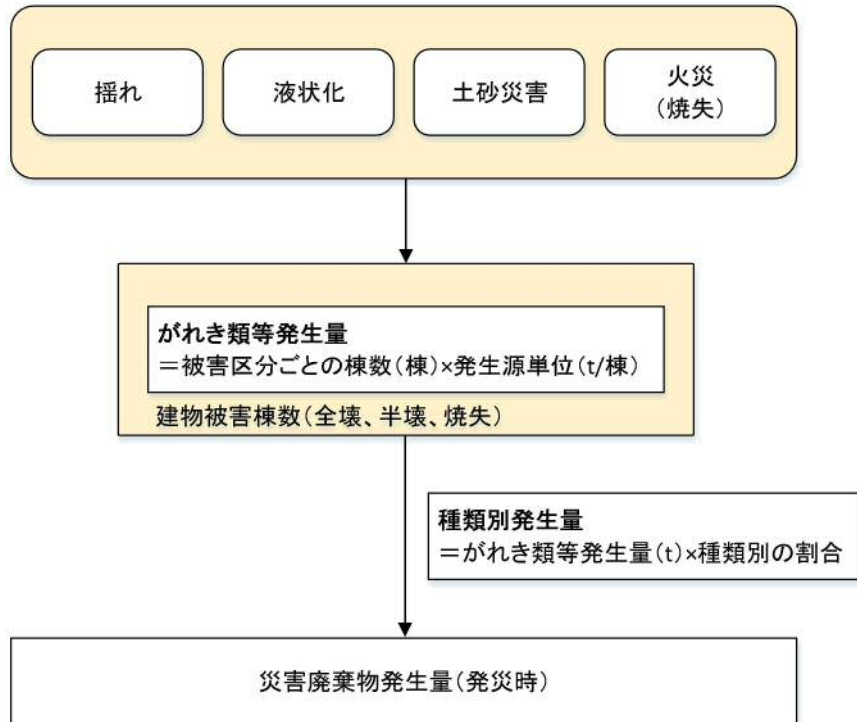 揺れ
液状化
土砂災害
火災
(焼失)
がれき類等発生量
＝被害区分ごとの棟数(棟)×発生源単位(t/棟)
建物被害棟数(全壊、半壊、焼失)
種類別発生量
＝がれき類等発生量(t)×種類別の割合
災害廃棄物発生量(発災時)